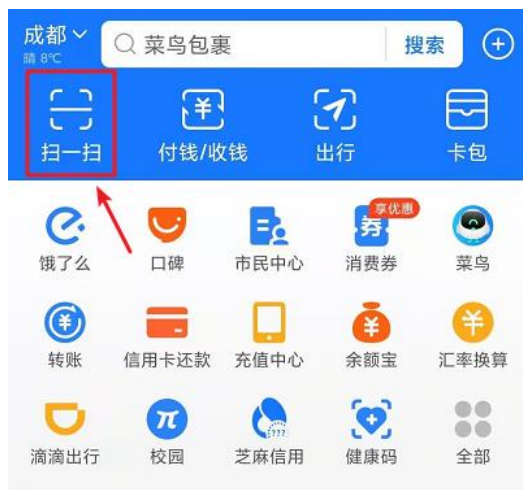 成都
菜鸟包裹
搜索
晴 8℃
扫一扫
付钱/收钱
出行
卡包
享优惠
券
饿了么
口碑
市民中心
消费券
菜鸟
转账
信用卡还款
充值中心
余额宝
汇率换算
滴滴出行
校园
芝麻信用
健康码
全部